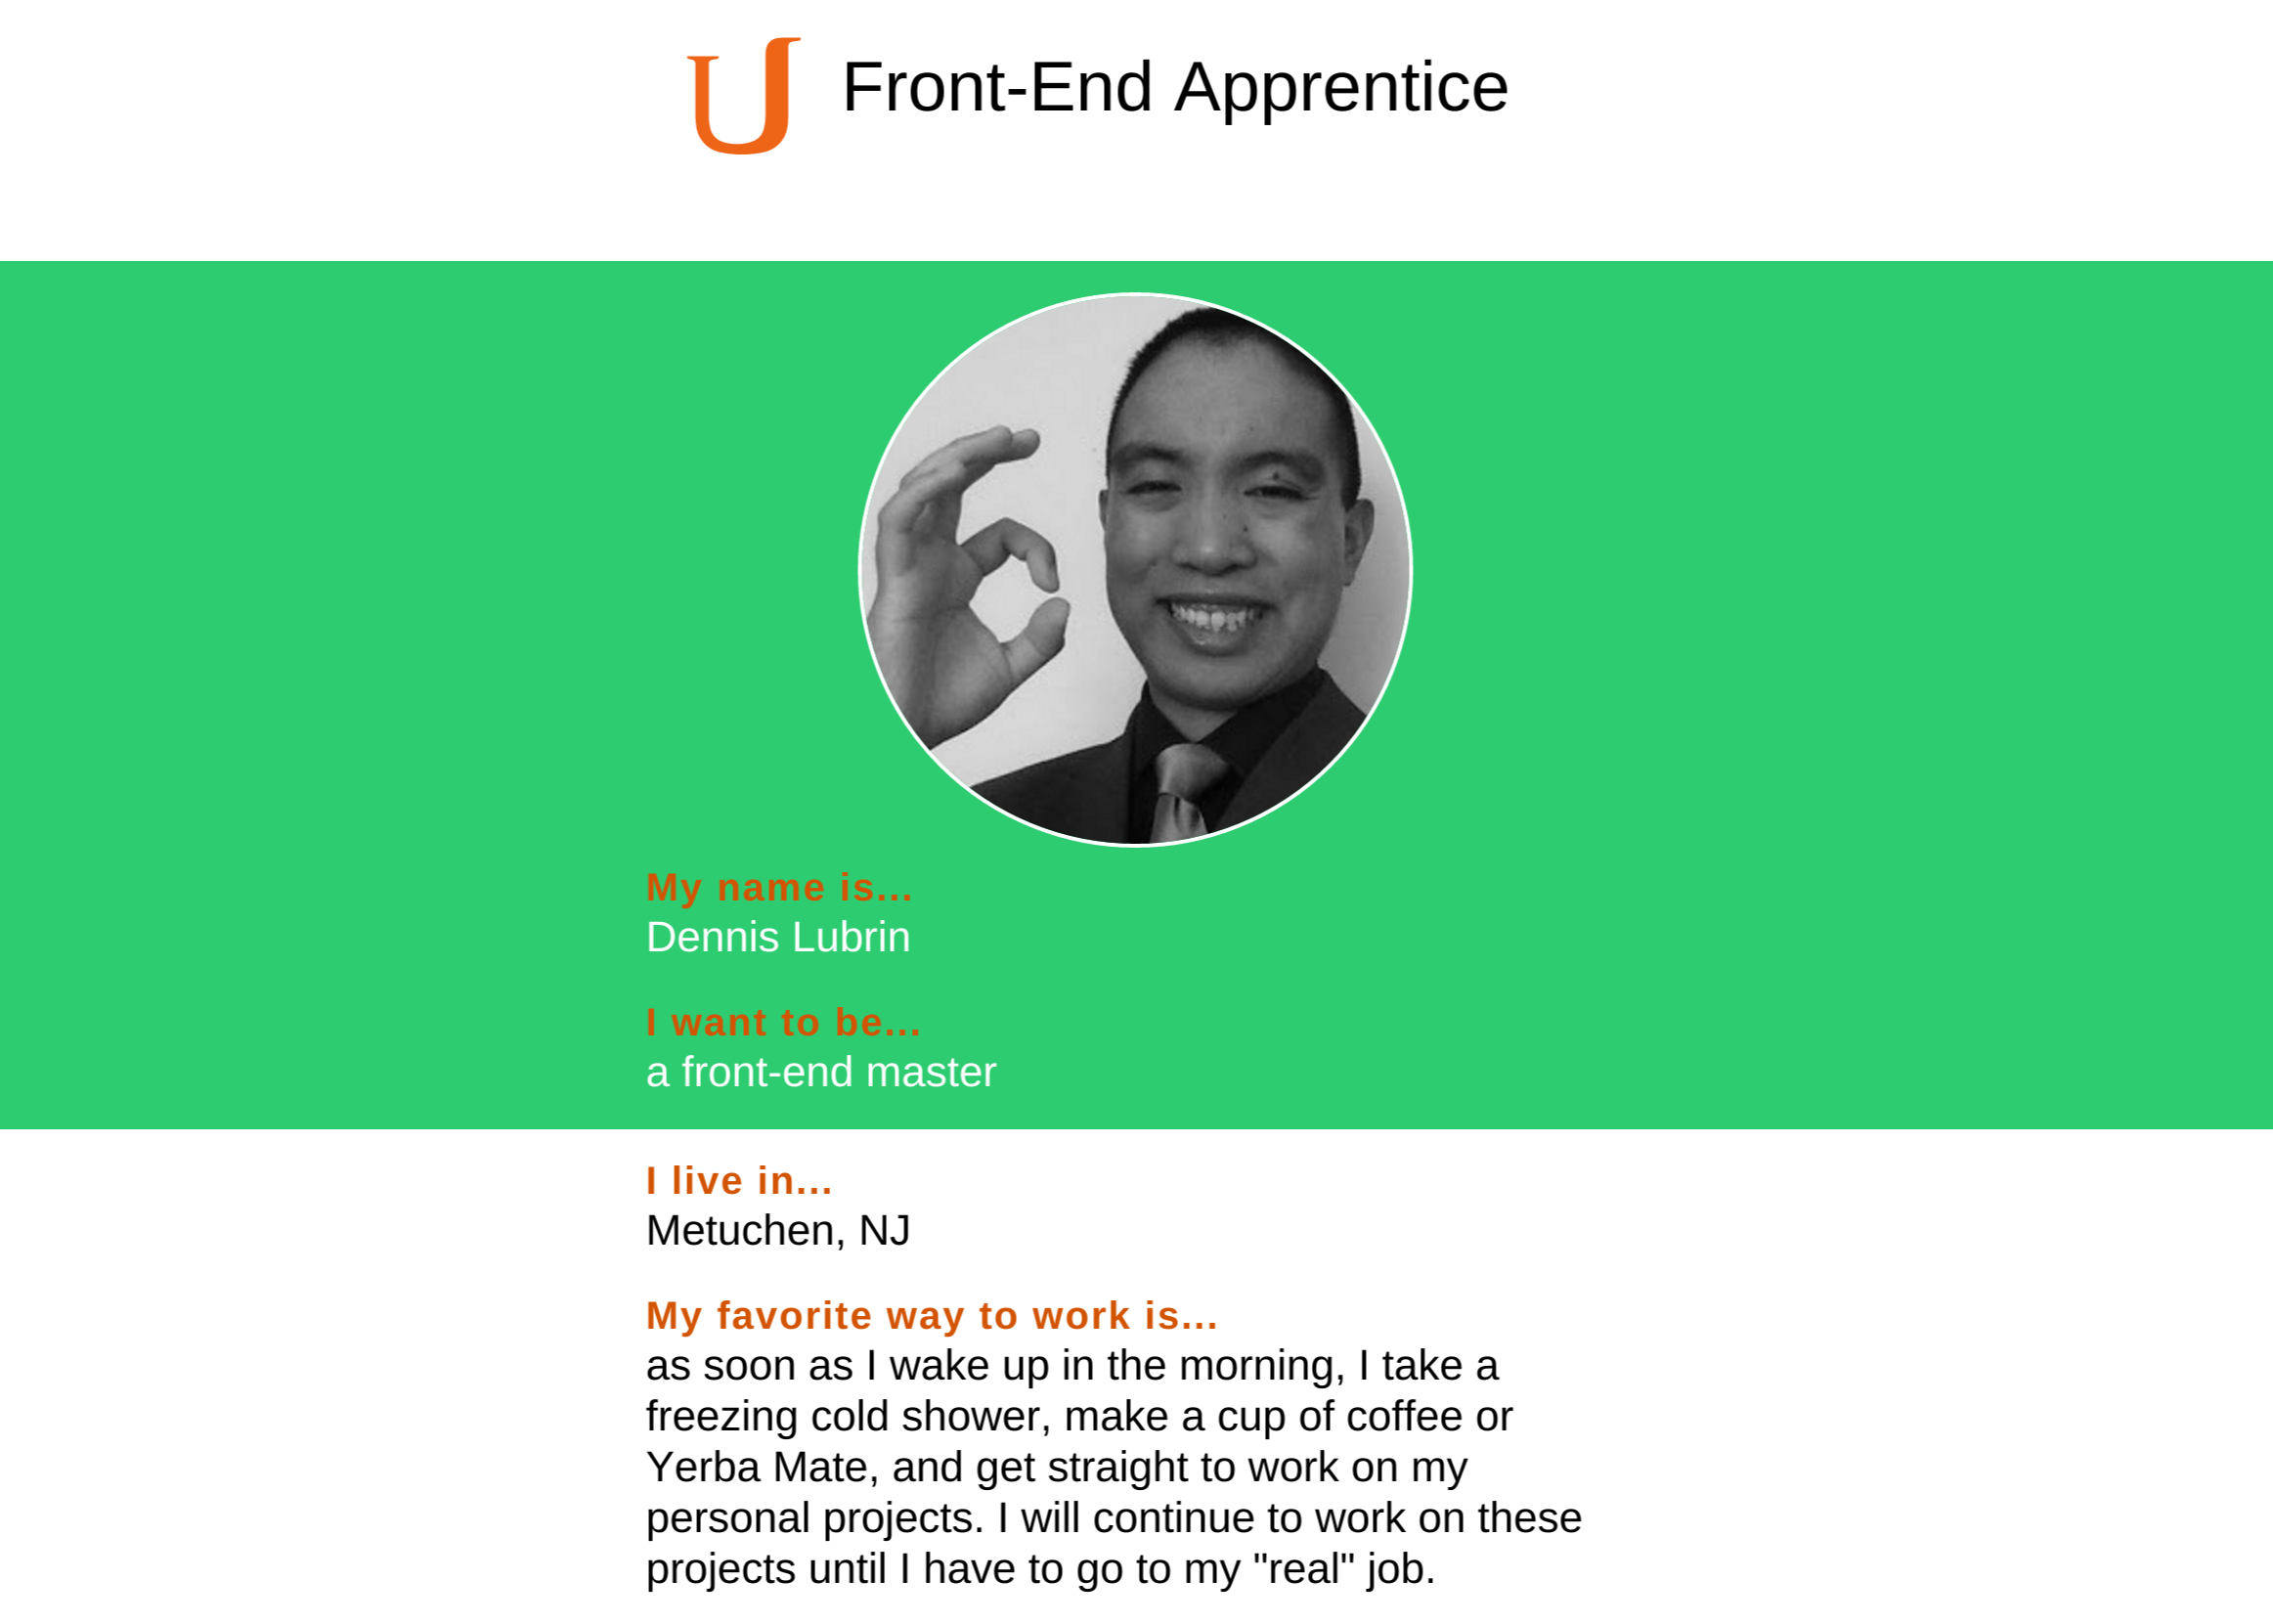 U Front-End Apprentice
My name is...
Dennis Lubrin
I want to be...
a front-end master
I live in...
Metuchen, NJ
My favorite way to work is...
as soon as I wake up in the morning, I take a
freezing cold shower, make a cup of coffee or
Yerba Mate, and get straight to work on my
personal projects. I will continue to work on these
projects until I have to go to my "real" job.